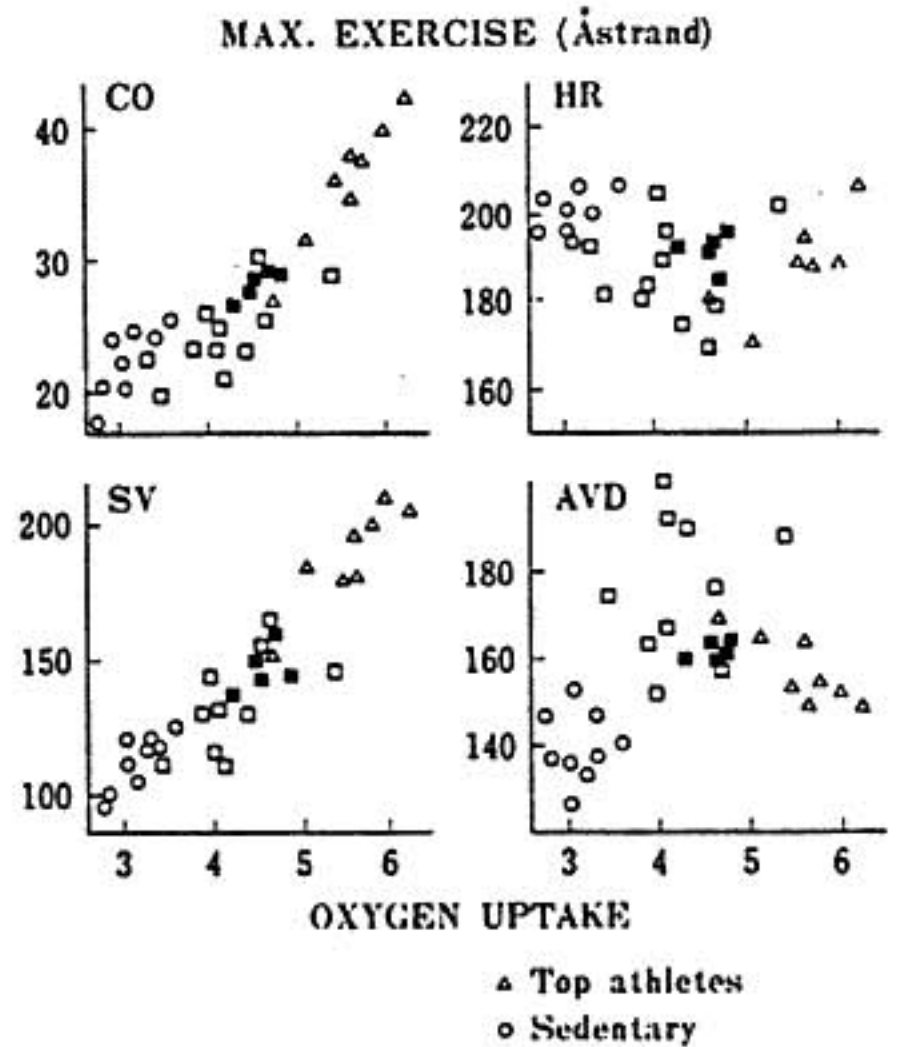 MAX. EXERCISE (Åstrand)
CO
40
30
20
HR
220
200
180
160
SV
200
150
100
3 4 5 6
AVD
180
160
140
3 4 5 6
OXYGEN UPTAKE
Top athletes
Sedentary